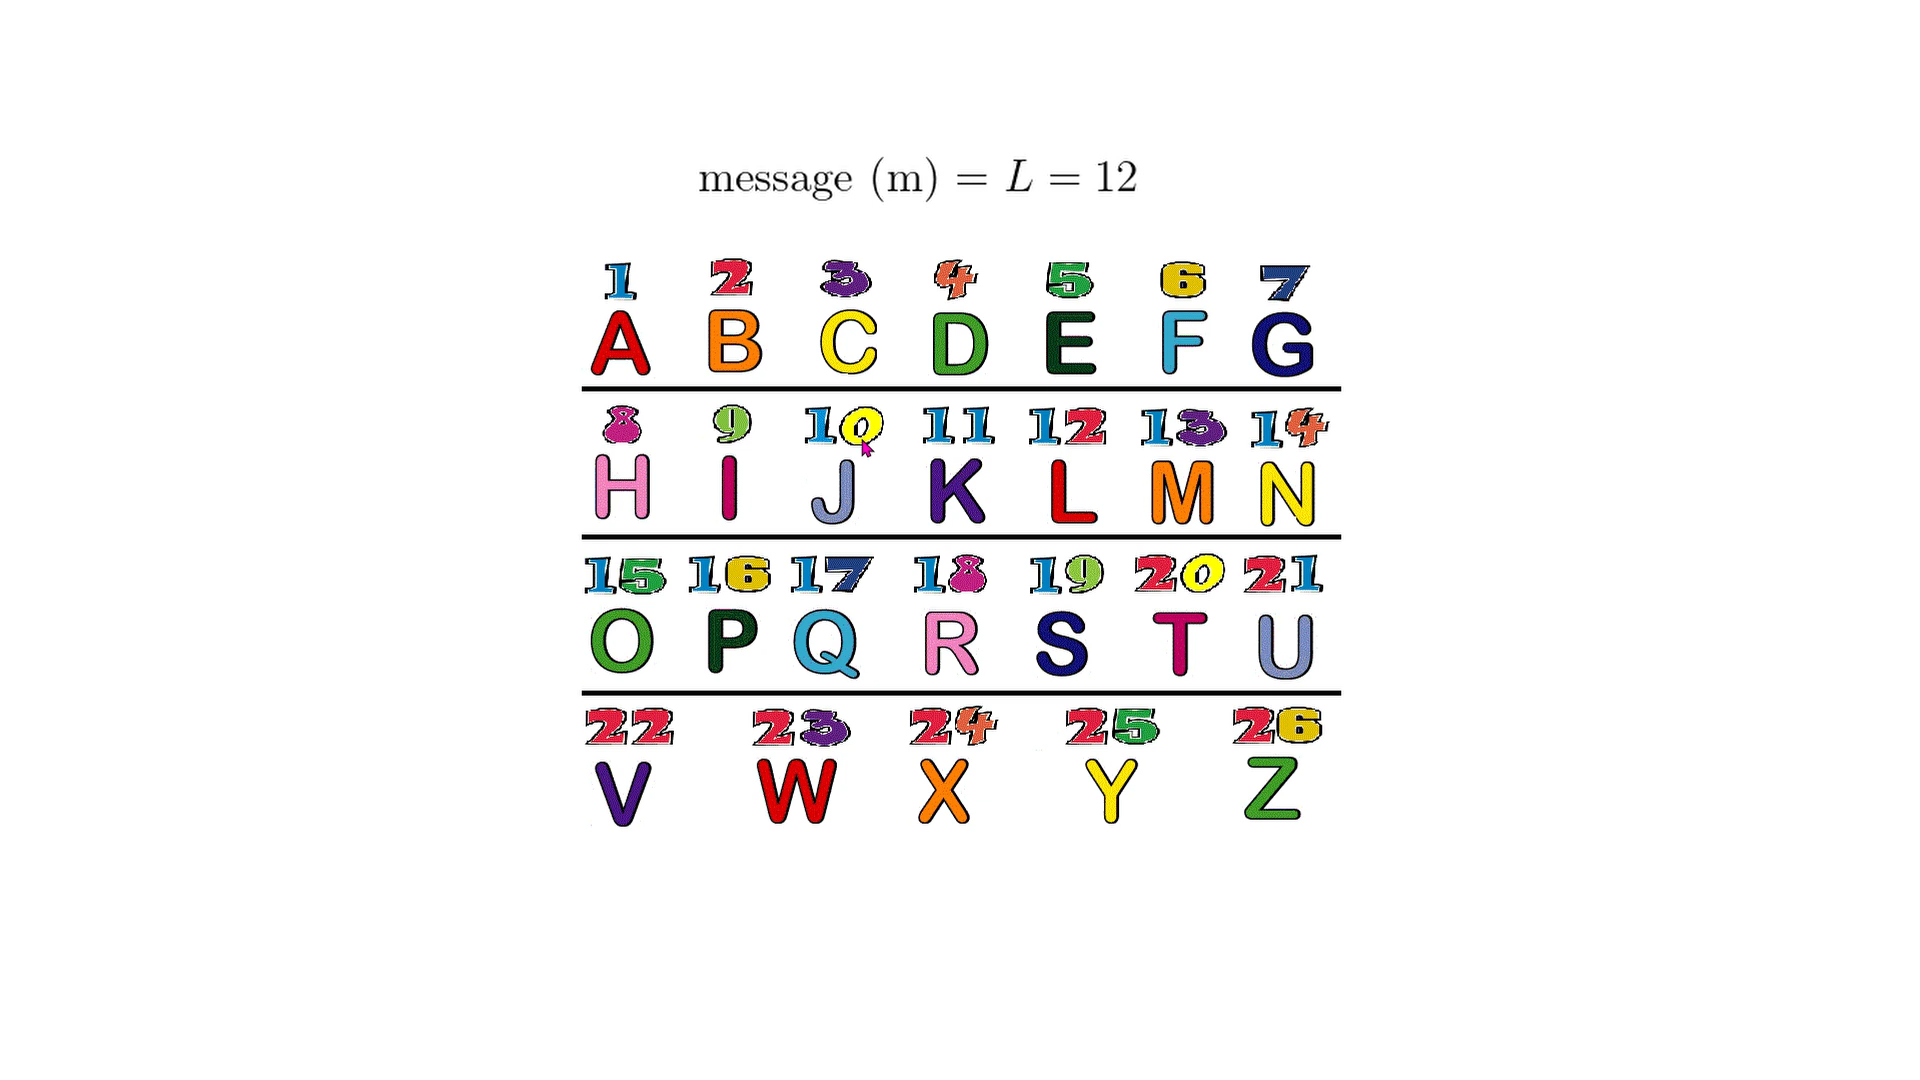 message (m) = L = 12
1 2 3 4 5 6 7
A B C D E F G
8 9 10 11 12 13 14
H I J K L M N
15 16 17 18 19 20 21
O P Q R S T U
22 23 24 25 26
V W X Y Z